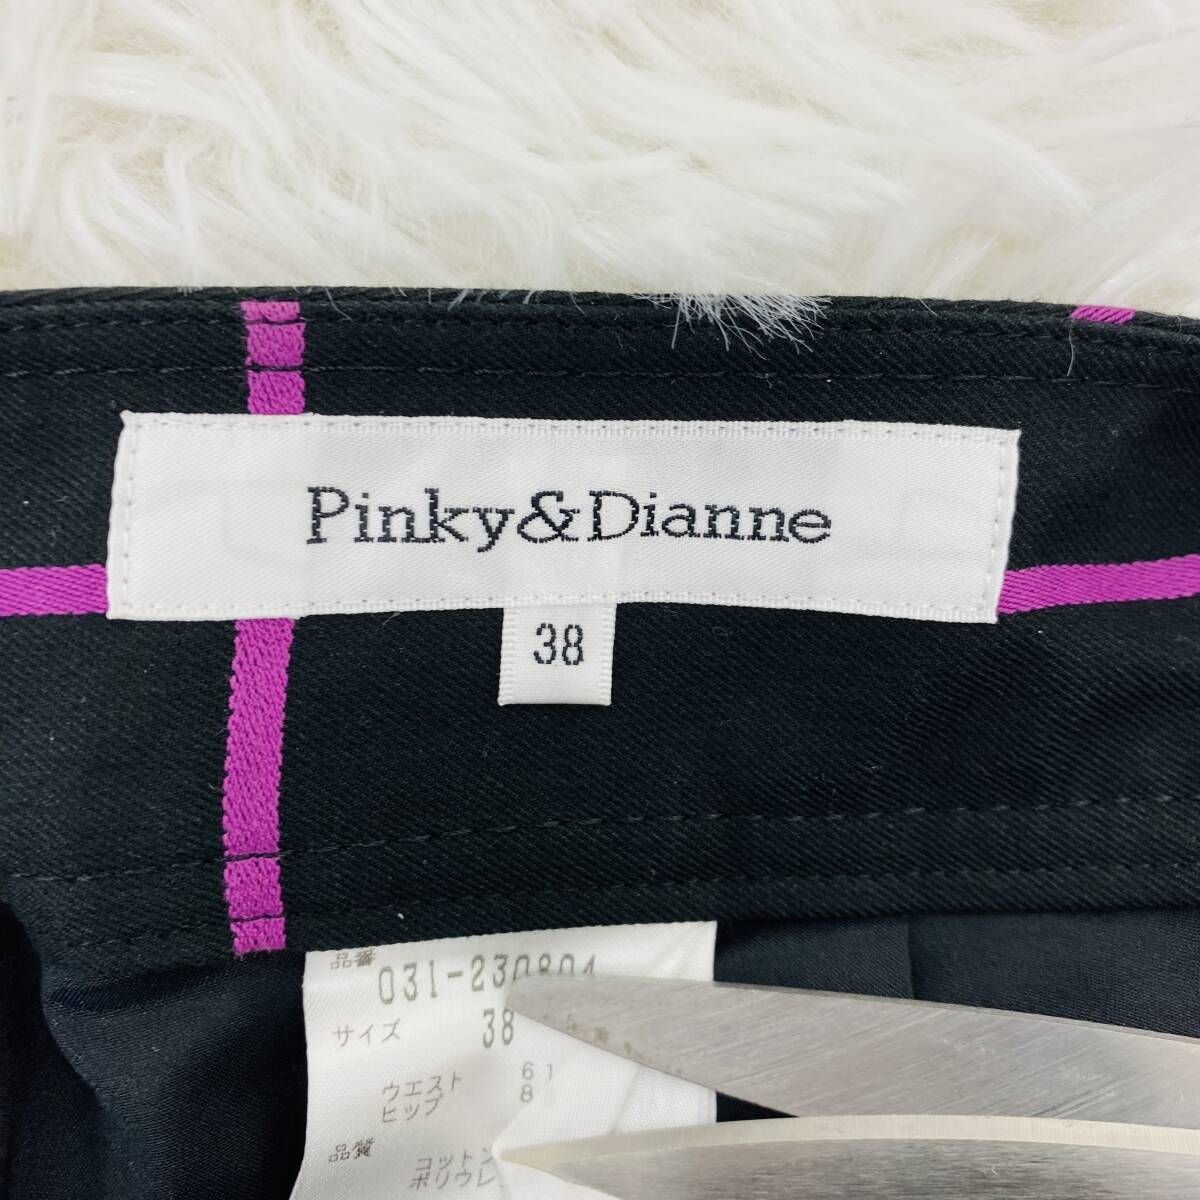 Pinky&Dianne
38
品番
031-230804
サイズ 38
ウエスト 61
ヒップ 8
品質
コットン
ポリウレ